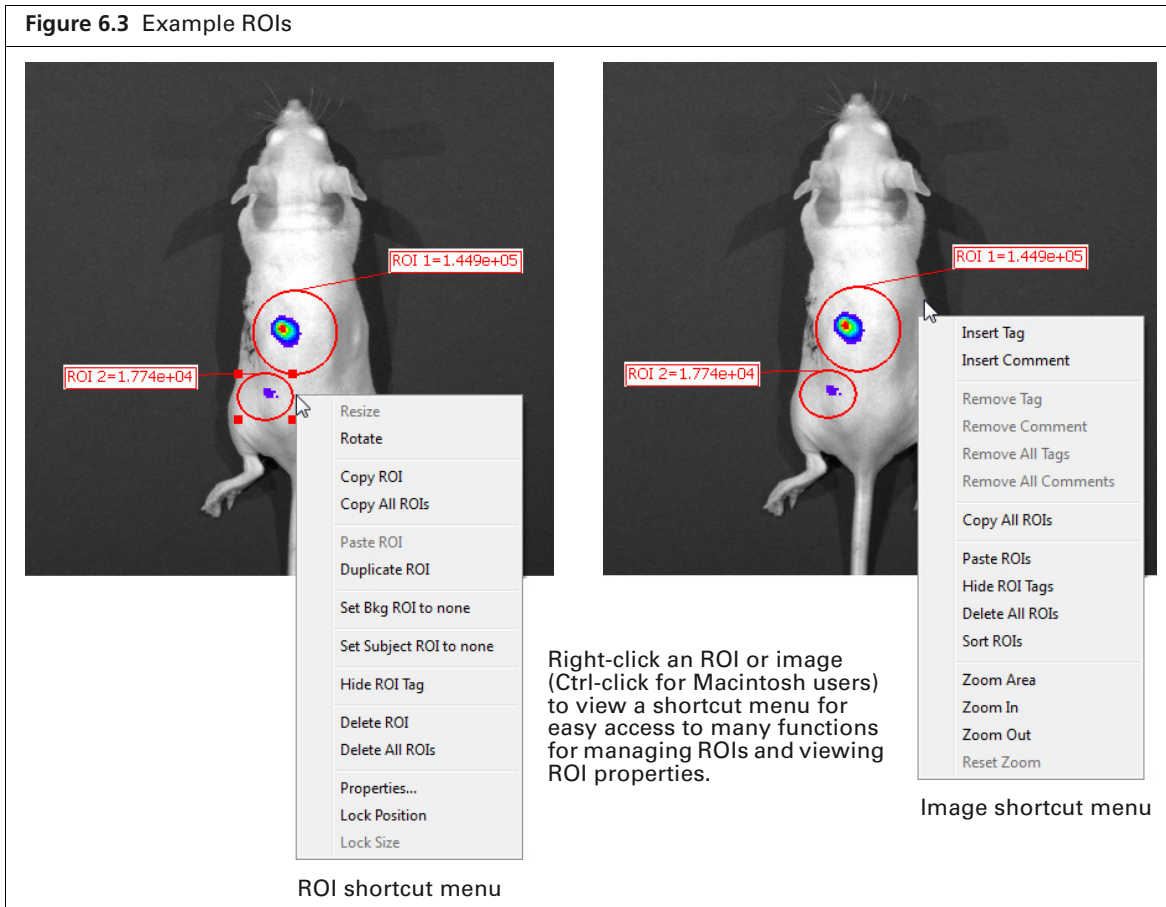 Figure 6.3 Example ROIs
ROI 1=1.449e+05
ROI 2=1.774e+04
Resize
Rotate
Copy ROI
Copy All ROIs
Paste ROI
Duplicate ROI
Set Bkg ROI to none
Set Subject ROI to none
Hide ROI Tag
Delete ROI
Delete All ROIs
Properties...
Lock Position
Lock Size
ROI shortcut menu
Right-click an ROI or image
(Ctrl-click for Macintosh users)
to view a shortcut menu for
easy access to many functions
for managing ROIs and viewing
ROI properties.
ROI 1=1.449e+05
ROI 2=1.774e+04
Insert Tag
Insert Comment
Remove Tag
Remove Comment
Remove All Tags
Remove All Comments
Copy All ROIs
Paste ROIs
Hide ROI Tags
Delete All ROIs
Sort ROIs
Zoom Area
Zoom In
Zoom Out
Reset Zoom
Image shortcut menu